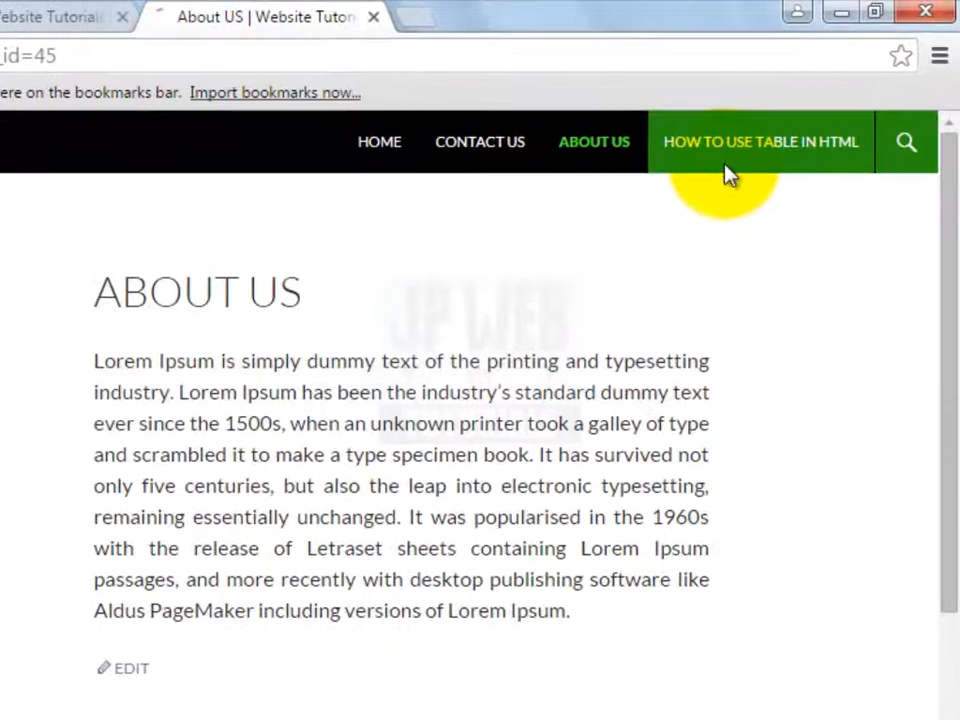 ebsite Tutorial
About US | Website Tutor
_id=45
ere on the bookmarks bar. Import bookmarks now...
HOME CONTACT US ABOUT US HOW TO USE TABLE IN HTML
ABOUT US
Lorem Ipsum is simply dummy text of the printing and typesetting
industry. Lorem Ipsum has been the industry's standard dummy text
ever since the 1500s, when an unknown printer took a galley of type
and scrambled it to make a type specimen book. It has survived not
only five centuries, but also the leap into electronic typesetting,
remaining essentially unchanged. It was popularised in the 1960s
with the release of Letraset sheets containing Lorem Ipsum
passages, and more recently with desktop publishing software like
Aldus PageMaker including versions of Lorem Ipsum.
EDIT
JP WEB